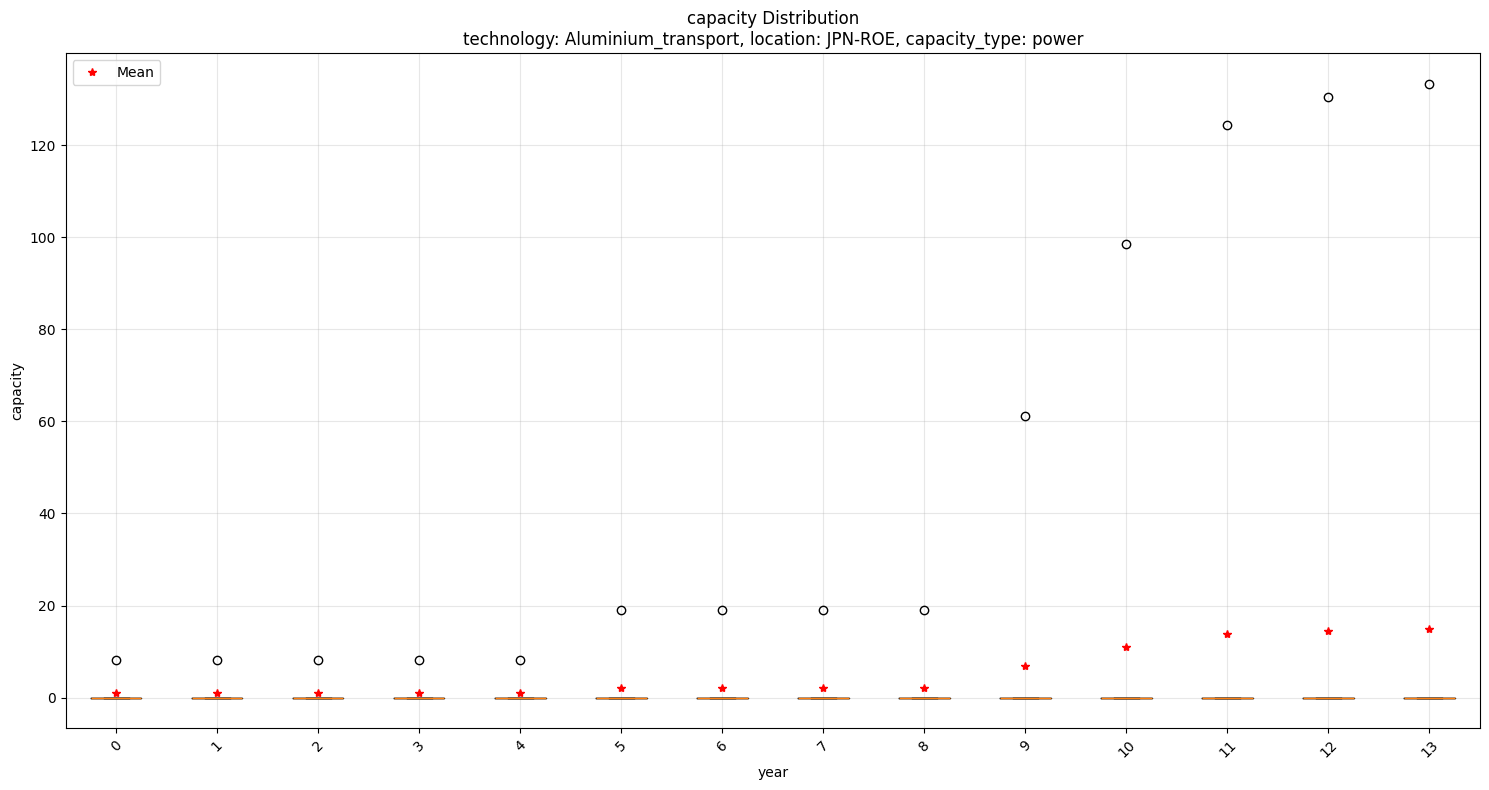 capacity Distribution
technology: Aluminium_transport, location: JPN-ROE, capacity_type: power
Mean
120
100
80
60
40
20
0
capacity
0 1 2 3 4 5 6 7 8 9 10 11 12 13
year